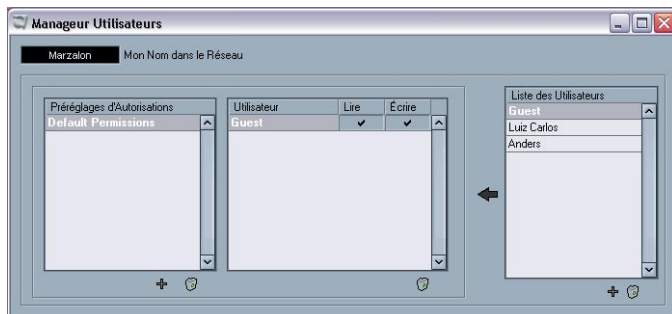 Manageur Utilisateurs
Marzalon Mon Nom dans le Réseau
Préréglages d'Autorisations
Default Permissions
Utilisateur Lire Écrire
Guest
Liste des Utilisateurs
Guest
Luiz Carlos
Anders